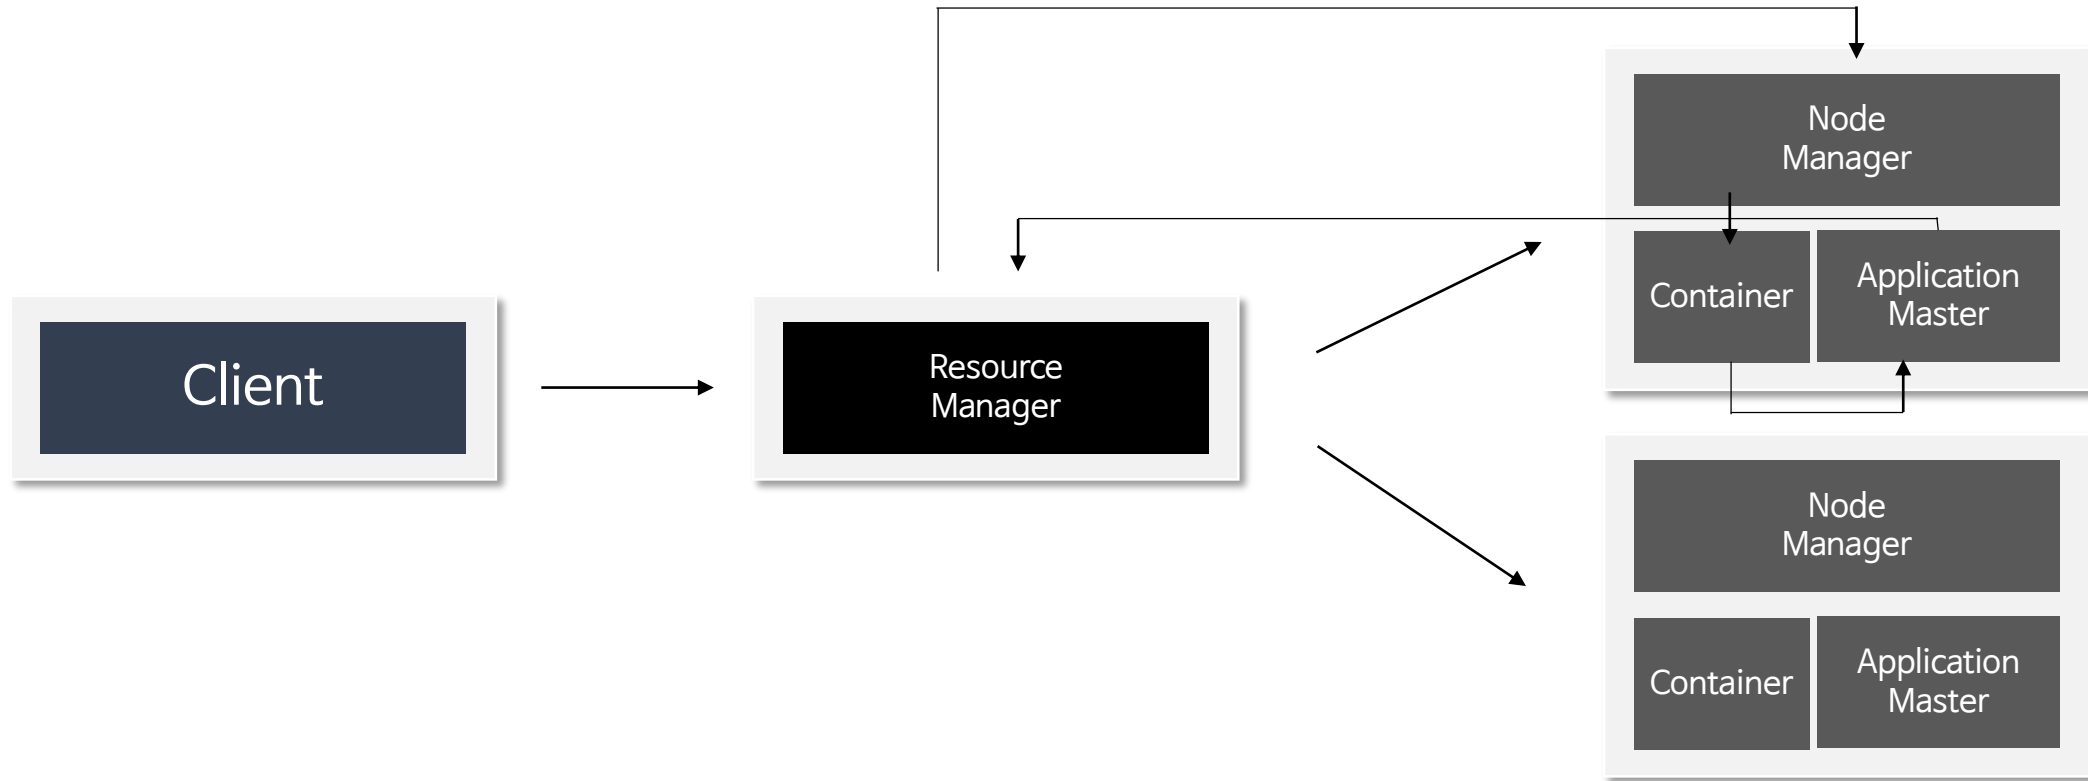 Client
Resource
Manager
Node
Manager
Container
Application
Master
Node
Manager
Container
Application
Master